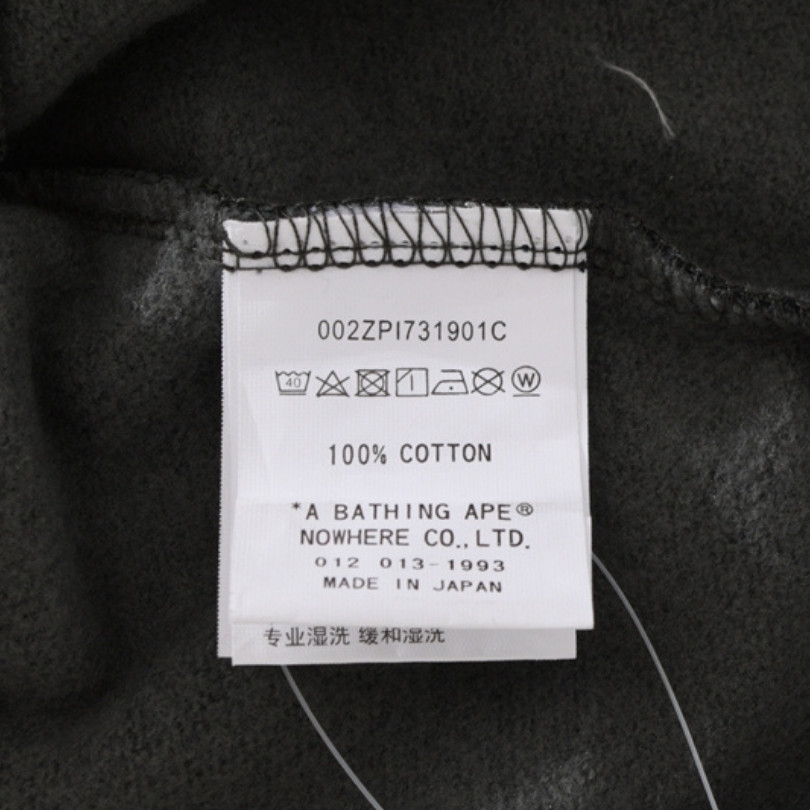 002ZPI731901C
40 W
100% COTTON
*A BATHING APE®
NOWHERE CO.,LTD.
012 013-1993
MADE IN JAPAN
专业湿洗 缓和湿洗